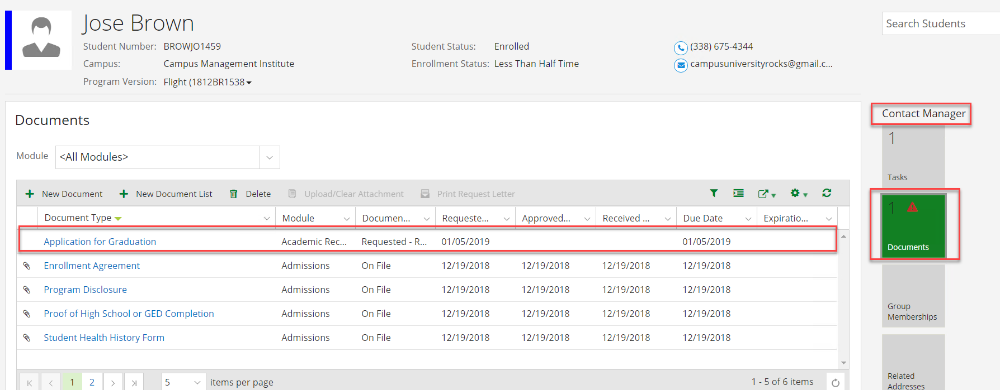 Jose Brown
Search Students
Student Number: BROWJO1459 Student Status: Enrolled (338) 675-4344
Campus: Campus Management Institute Enrollment Status: Less Than Half Time campusuniversityrocks@gmail.c...
Program Version: Flight (1812BR1538
Documents
Module <All Modules>
New Document New Document List Delete Upload/Clear Attachment Print Request Letter
Document Type Module Documen... Requeste... Approved... Received ... Due Date Expiratio...
Application for Graduation Academic Rec... Requested - R... 01/05/2019 01/05/2019
Enrollment Agreement Admissions On File 12/19/2018 12/19/2018 12/19/2018 12/19/2018
Program Disclosure Admissions On File 12/19/2018 12/19/2018 12/19/2018 12/19/2018
Proof of High School or GED Completion Admissions On File 12/19/2018 12/19/2018 12/19/2018 12/19/2018
Student Health History Form Admissions On File 12/19/2018 12/19/2018 12/19/2018 12/19/2018
1 2 5 items per page 1 - 5 of 6 items
Contact Manager
1
Tasks
1
Documents
Group
Memberships
Related
Addresses